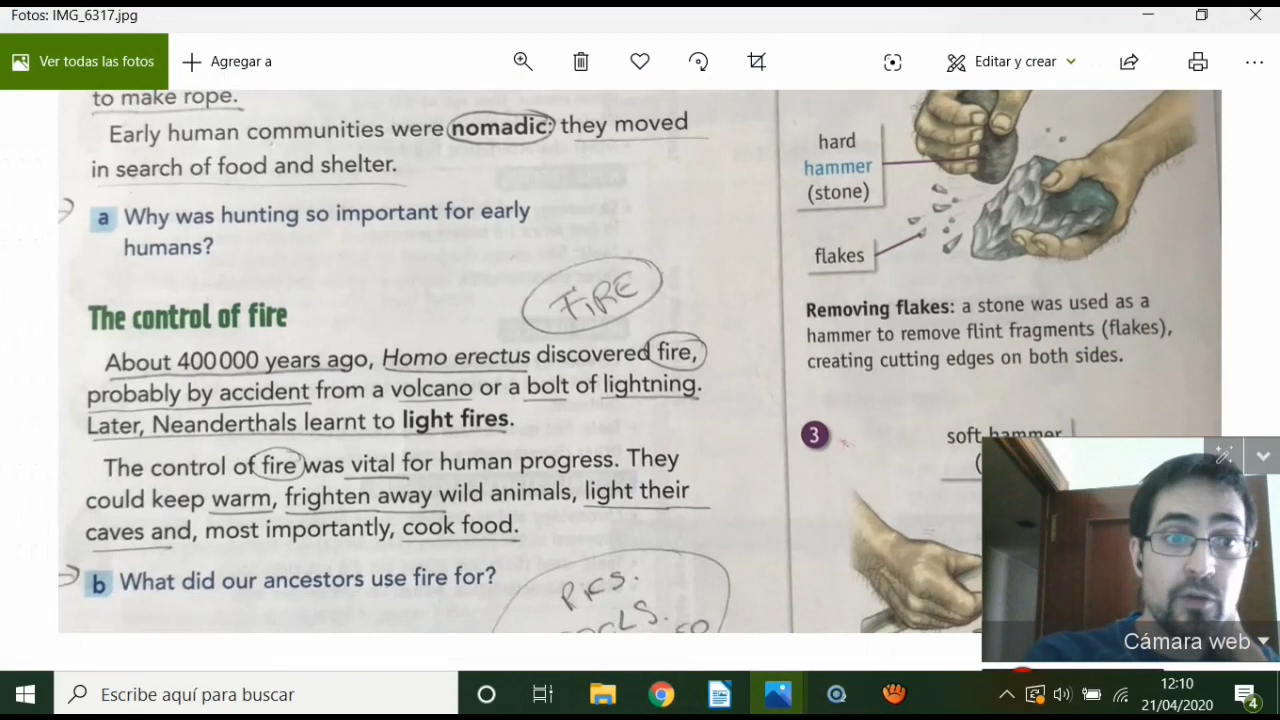 Fotos: IMG_6317.jpg
Ver todas las fotos
Agregar a
Editar y crear
to make rope.
Early human communities were nomadic: they moved
in search of food and shelter.
a Why was hunting so important for early
humans?
The control of fire
FIRE
About 400 000 years ago, Homo erectus discovered fire,
probably by accident from a volcano or a bolt of lightning.
Later, Neanderthals learnt to light fires.
The control of fire was vital for human progress. They
could keep warm, frighten away wild animals, light their
caves and, most importantly, cook food.
b What did our ancestors use fire for?
PICS.
hard
hammer
(stone)
flakes
Removing flakes: a stone was used as a
hammer to remove flint fragments (flakes),
creating cutting edges on both sides.
3
soft hammer
(
Cámara web
Escribe aquí para buscar
12:10
21/04/2020
4